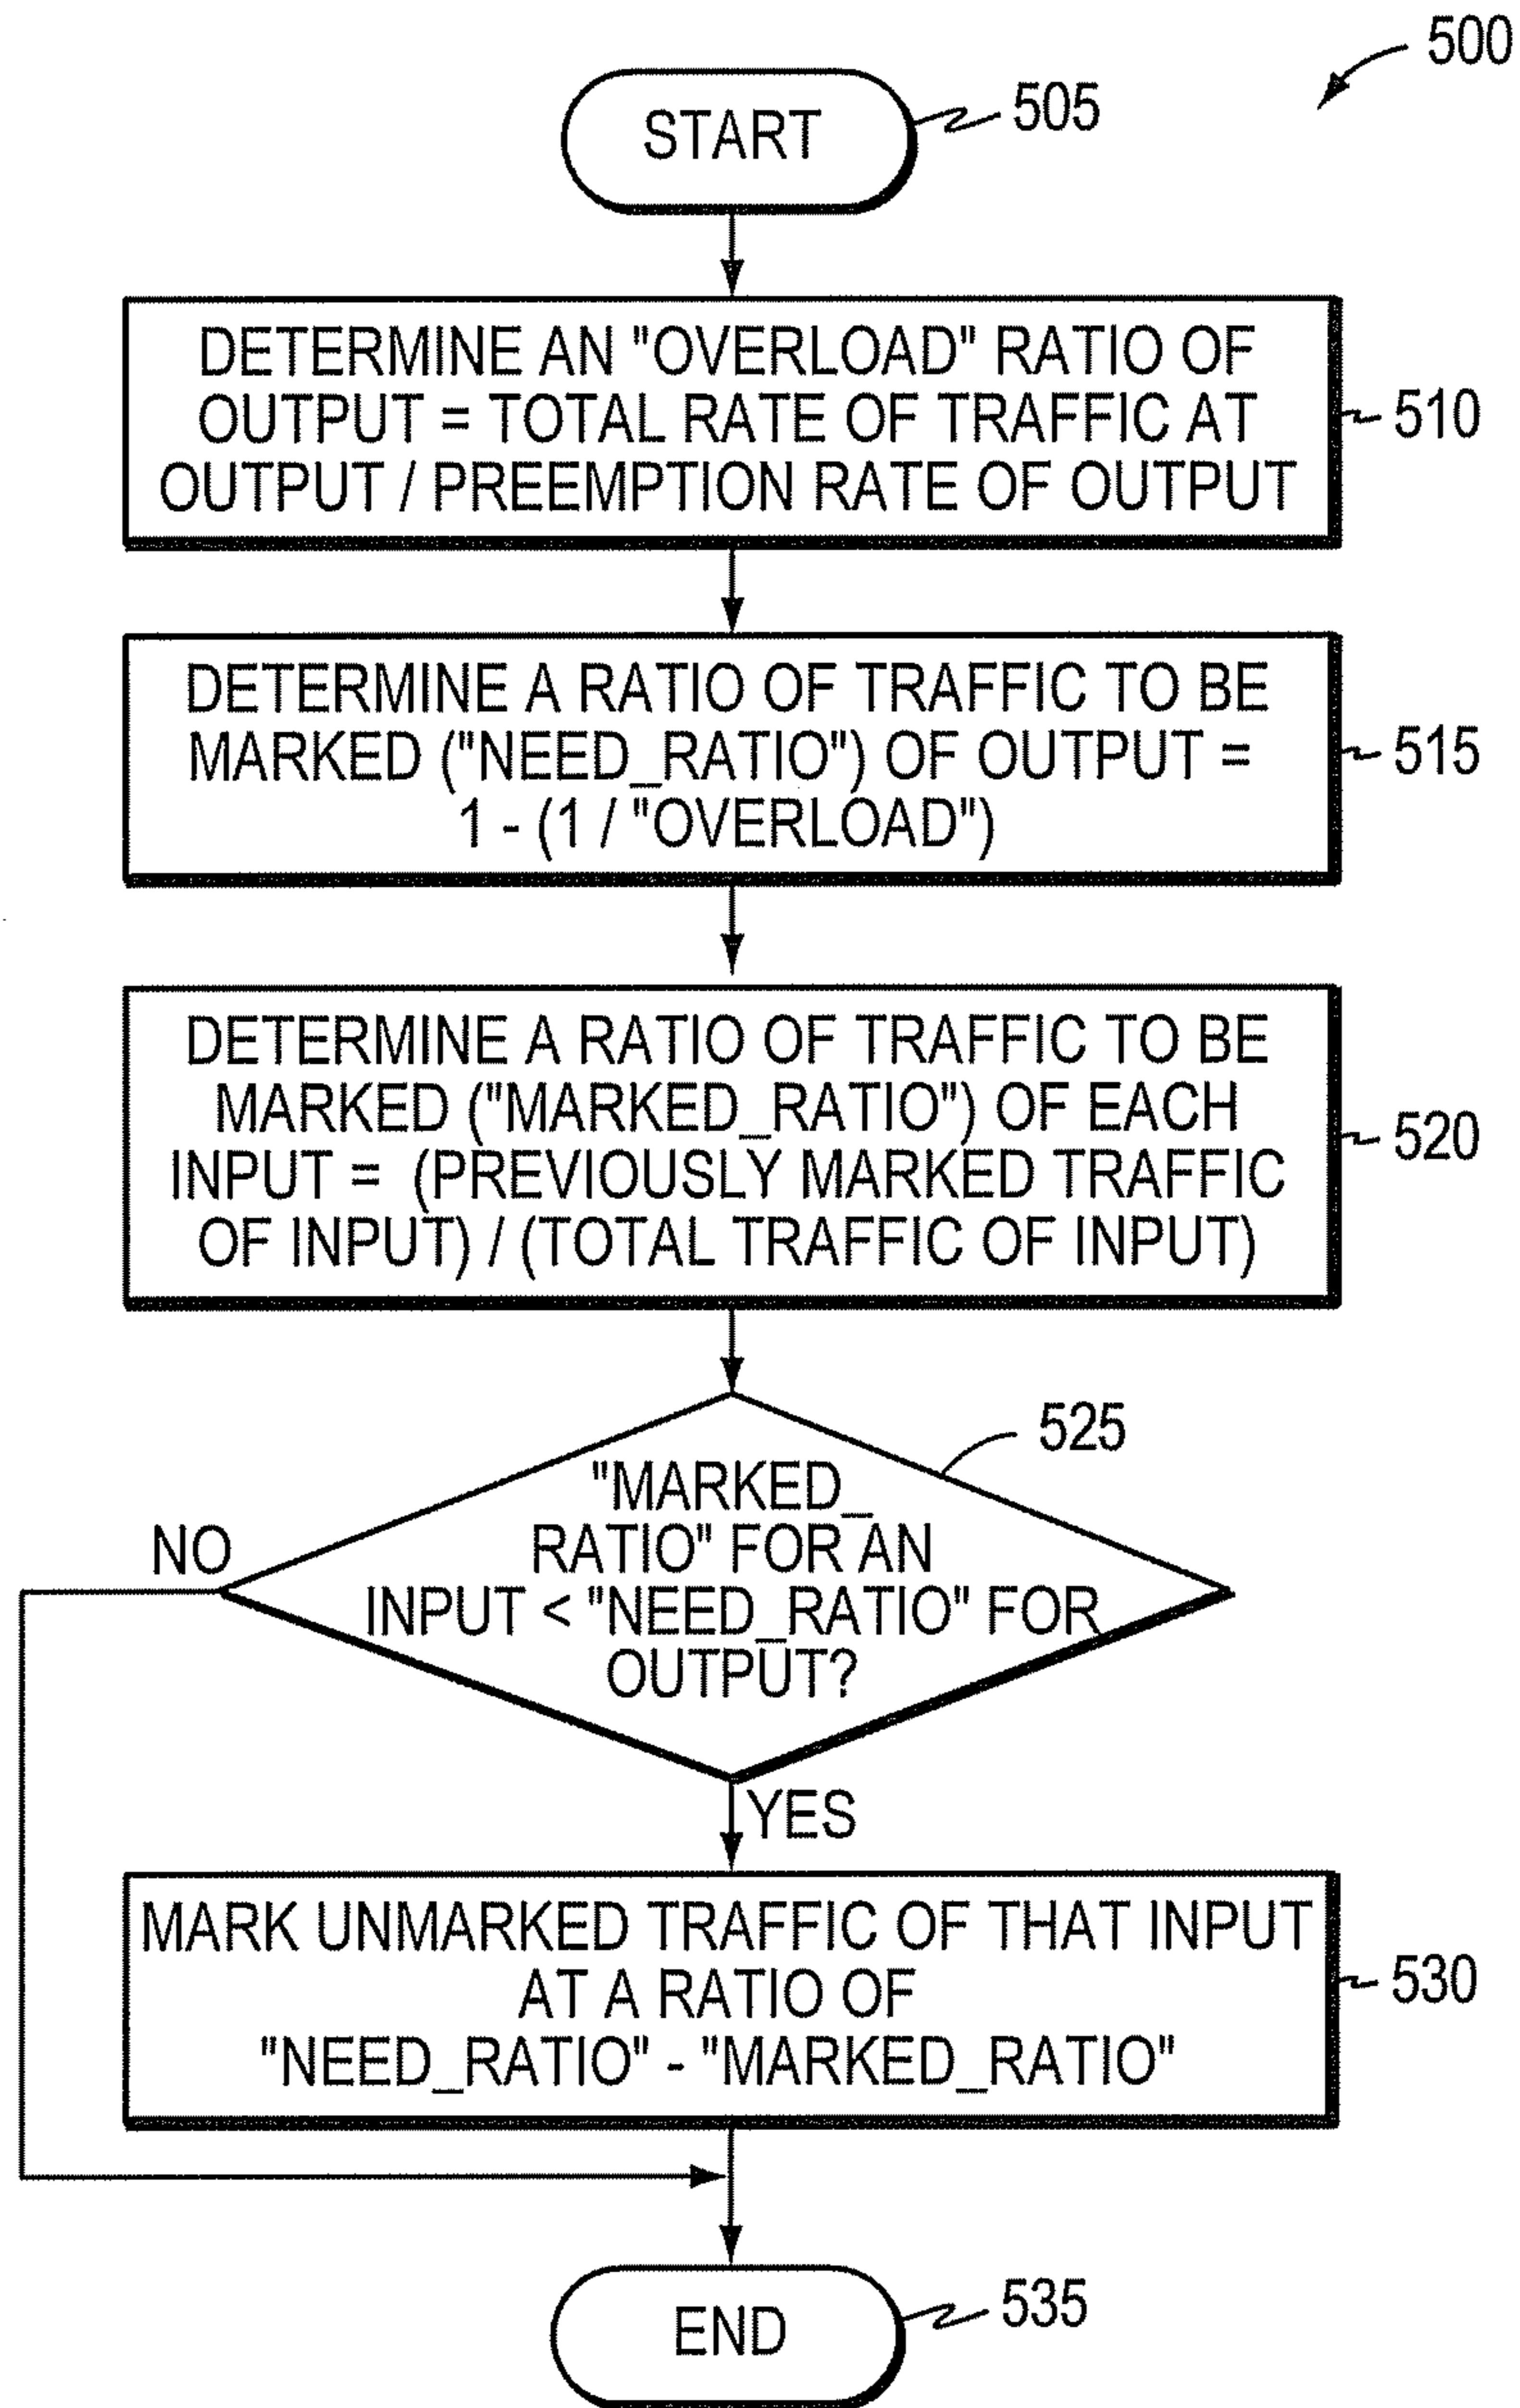 500
START
505
DETERMINE AN "OVERLOAD" RATIO OF
OUTPUT = TOTAL RATE OF TRAFFIC AT
OUTPUT / PREEMPTION RATE OF OUTPUT
510
DETERMINE A RATIO OF TRAFFIC TO BE
MARKED ("NEED_RATIO") OF OUTPUT =
1 - (1 / "OVERLOAD")
515
DETERMINE A RATIO OF TRAFFIC TO BE
MARKED ("MARKED_RATIO") OF EACH
INPUT = (PREVIOUSLY MARKED TRAFFIC
OF INPUT) / (TOTAL TRAFFIC OF INPUT)
520
525
"MARKED_
RATIO" FOR AN
INPUT < "NEED_RATIO" FOR
OUTPUT?
NO
YES
MARK UNMARKED TRAFFIC OF THAT INPUT
AT A RATIO OF
"NEED_RATIO" - "MARKED_RATIO"
530
END
535